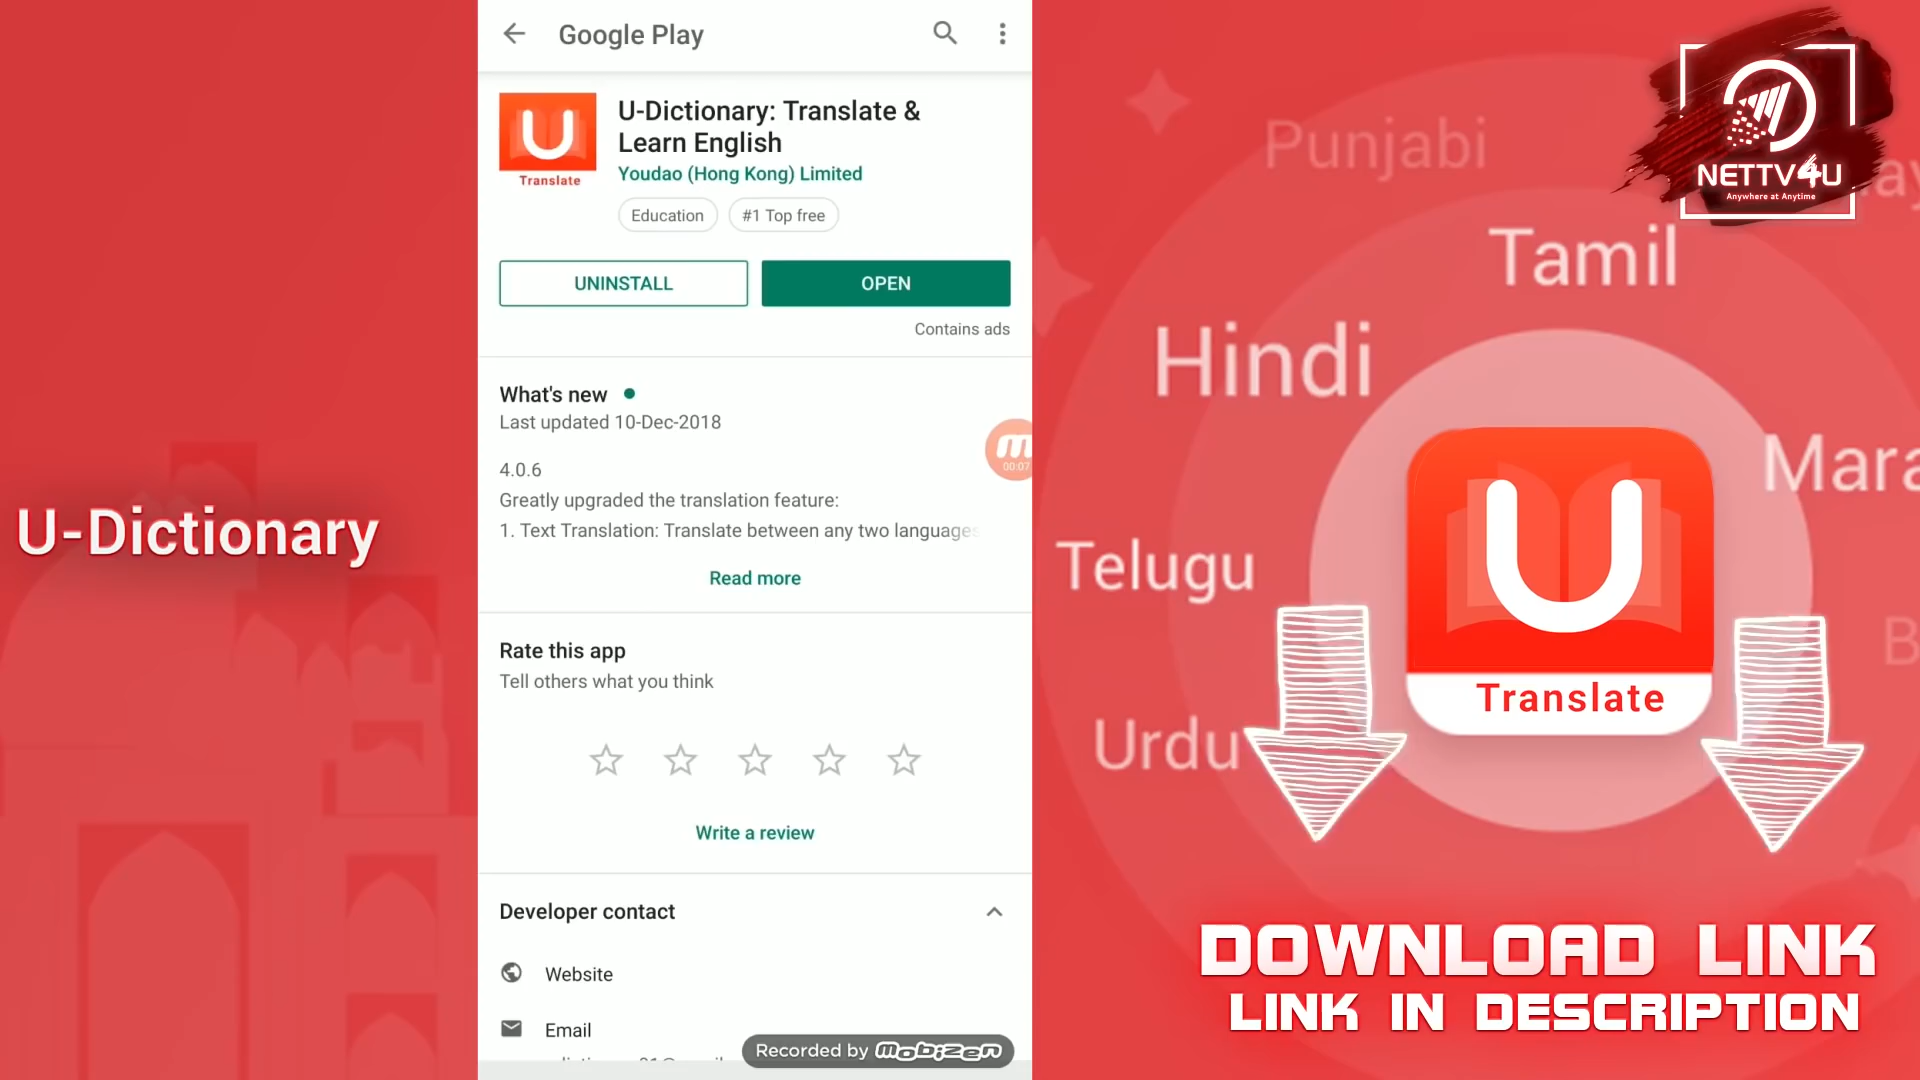 U-Dictionary
Google Play
U-Dictionary: Translate &
Learn English
Translate
Youdao (Hong Kong) Limited
Education
#1 Top free
UNINSTALL
OPEN
Contains ads
What's new
Last updated 10-Dec-2018
4.0.6
Greatly upgraded the translation feature:
1. Text Translation: Translate between any two languages
Read more
00:07
Rate this app
Tell others what you think
Write a review
Developer contact
Website
Email
Recorded by mobizen
NETTV4U
Anywhere at Anytime
Punjabi
Tamil
Hindi
Telugu
Urdu
U
Translate
DOWNLOAD LINK
LINK IN DESCRIPTION